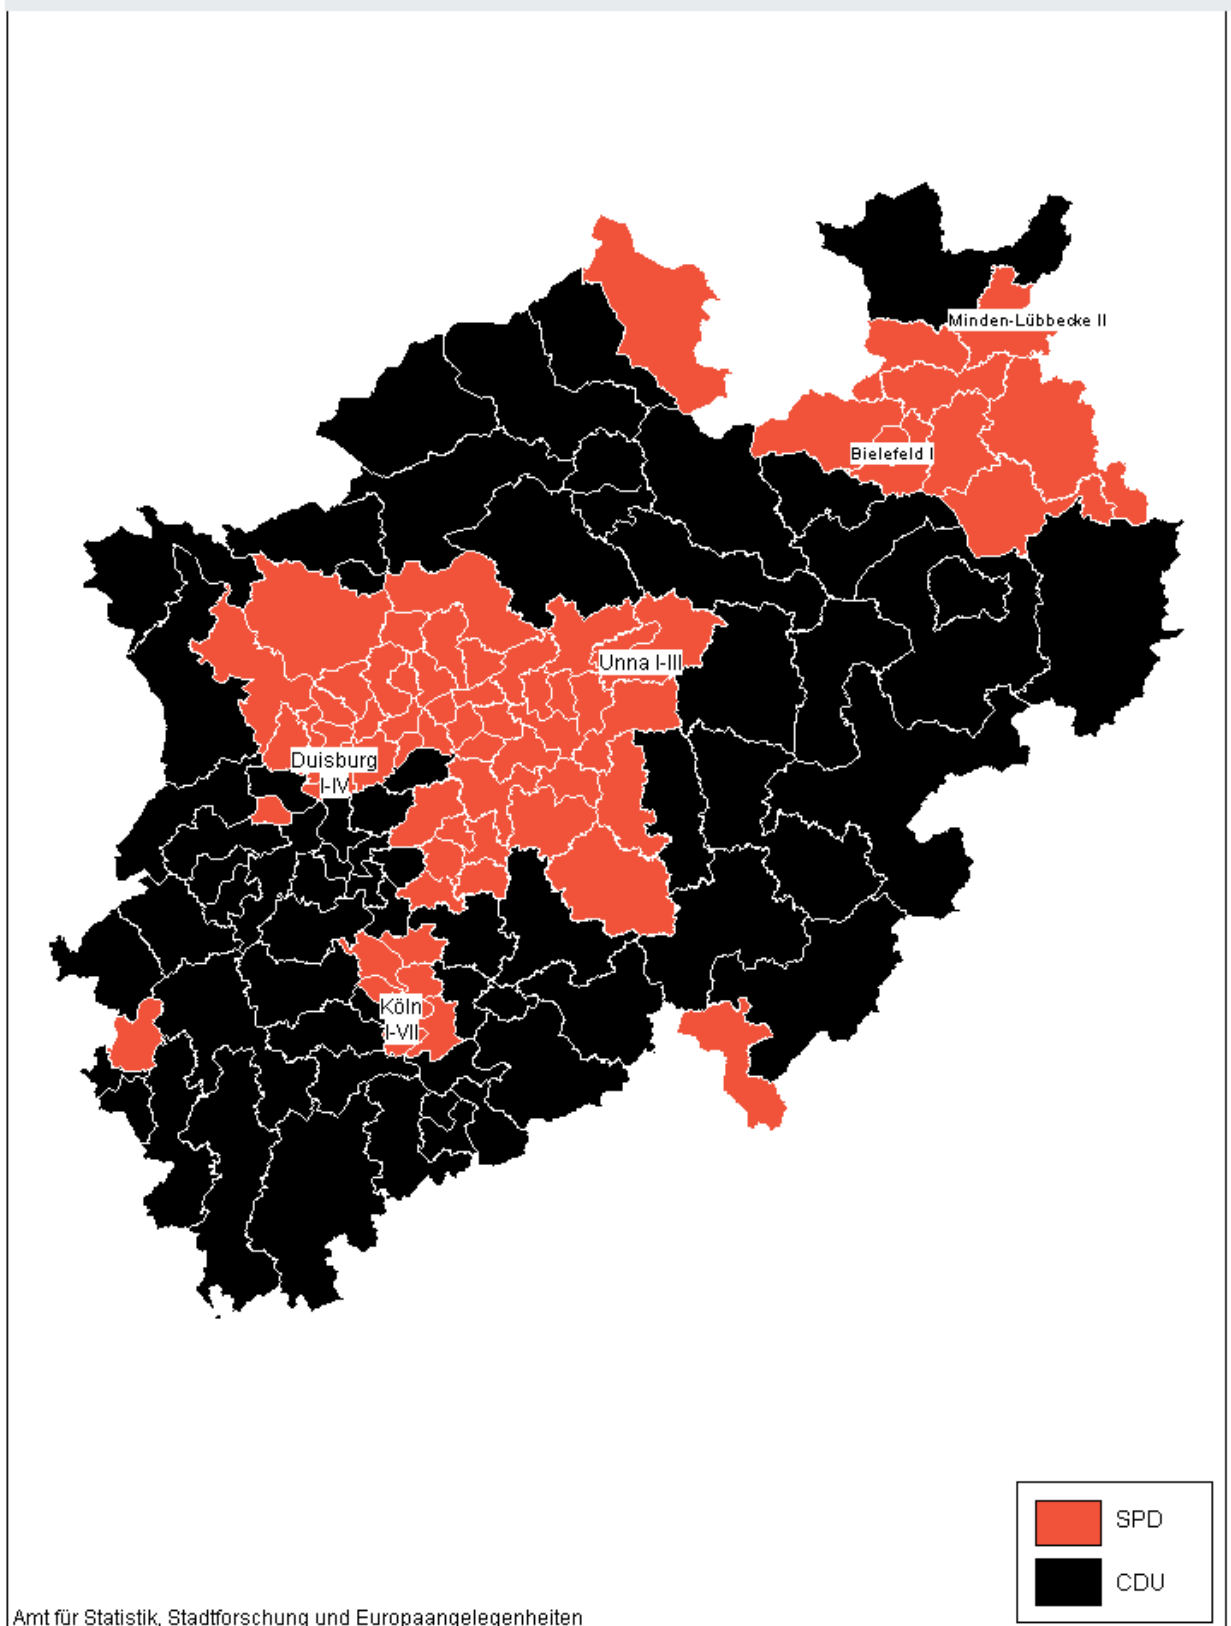 Minden-Lübbecke II
Bielefeld I
Unna I-III
Duisburg
I-IV
Köln
I-VII
SPD
CDU
Amt für Statistik, Stadtforschung und Europaangelegenheiten